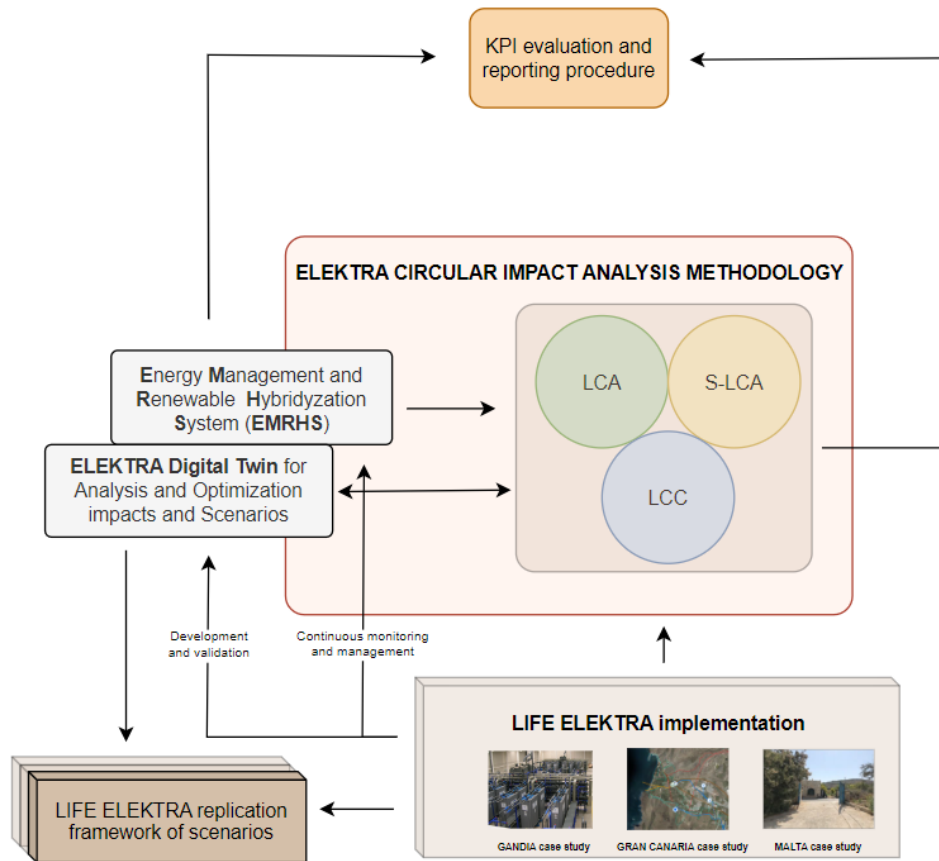 KPI evaluation and
reporting procedure
ELEKTRA CIRCULAR IMPACT ANALYSIS METHODOLOGY
LCA
S-LCA
LCC
Energy Management and
Renewable Hybridyzation
System (EMRHS)
ELEKTRA Digital Twin for
Analysis and Optimization
impacts and Scenarios
Development
and validation
Continuous monitoring
and management
LIFE ELEKTRA implementation
GANDIA case study
GRAN CANARIA case study
MALTA case study
LIFE ELEKTRA replication
framework of scenarios